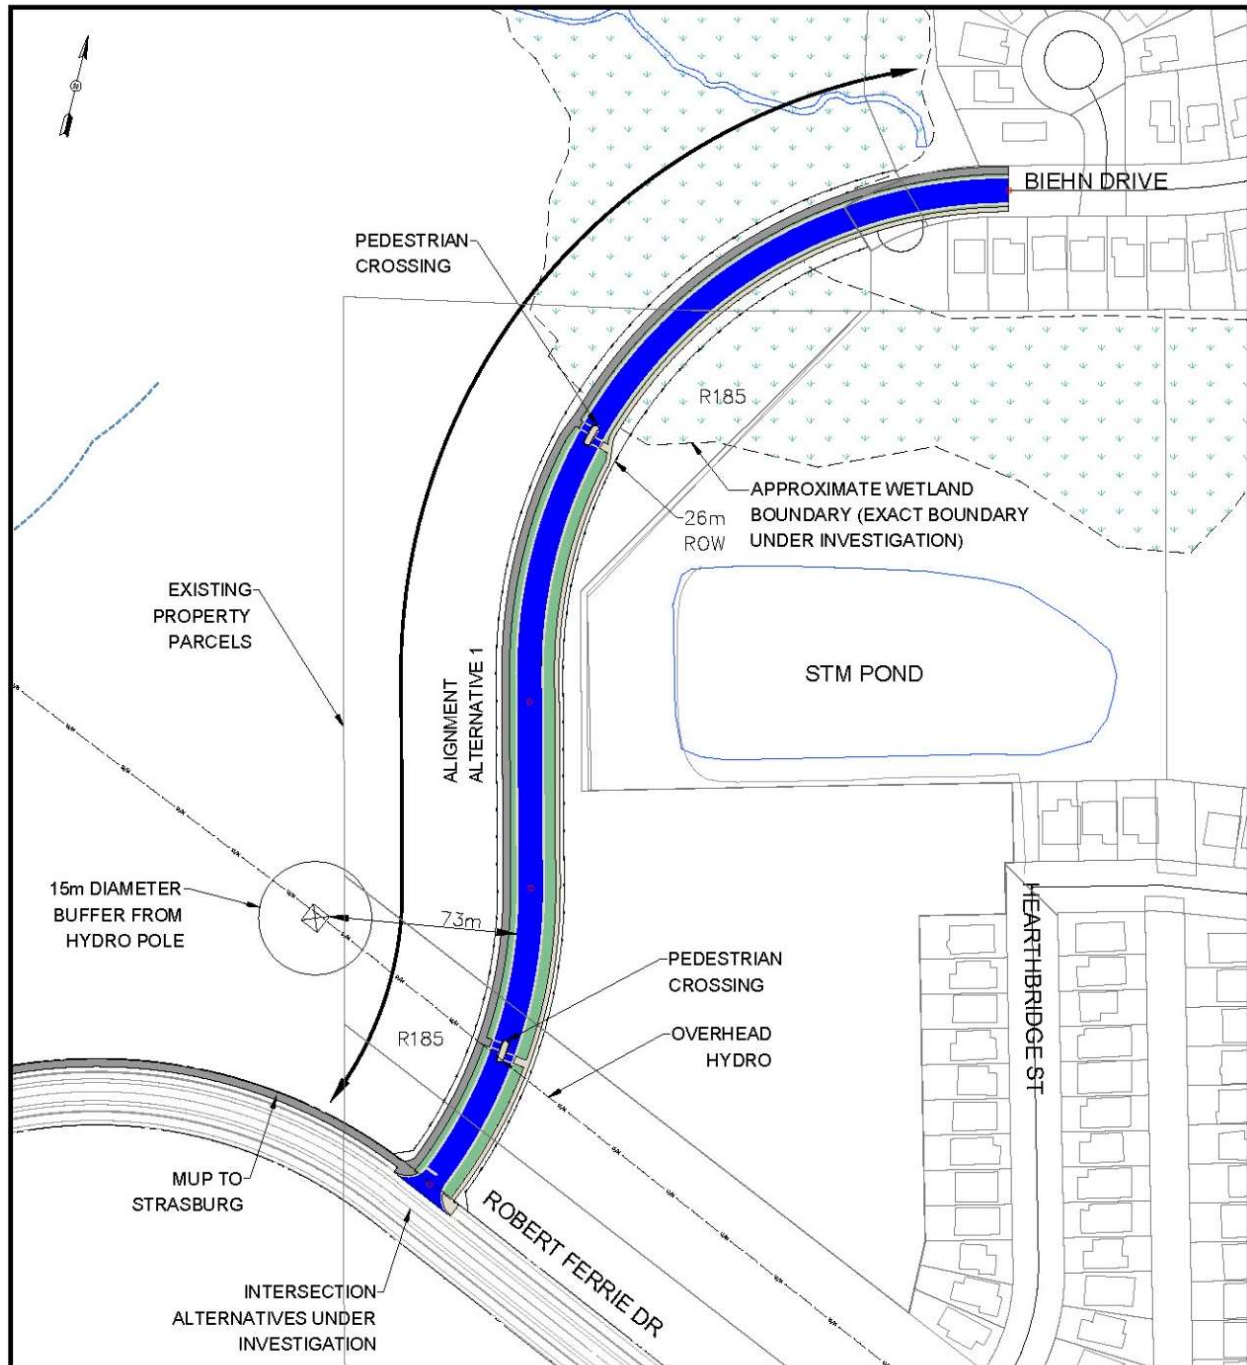 N
BIEHN DRIVE
PEDESTRIAN
CROSSING
R185
APPROXIMATE WETLAND
BOUNDARY (EXACT BOUNDARY
UNDER INVESTIGATION)
26m
ROW
EXISTING
PROPERTY
PARCELS
ALIGNMENT
ALTERNATIVE 1
STM POND
15m DIAMETER
BUFFER FROM
HYDRO POLE
73m
PEDESTRIAN
CROSSING
HEARTHBRIDGE ST
R185
OVERHEAD
HYDRO
MUP TO
STRASBURG
ROBERT FERRIE DR
INTERSECTION
ALTERNATIVES UNDER
INVESTIGATION